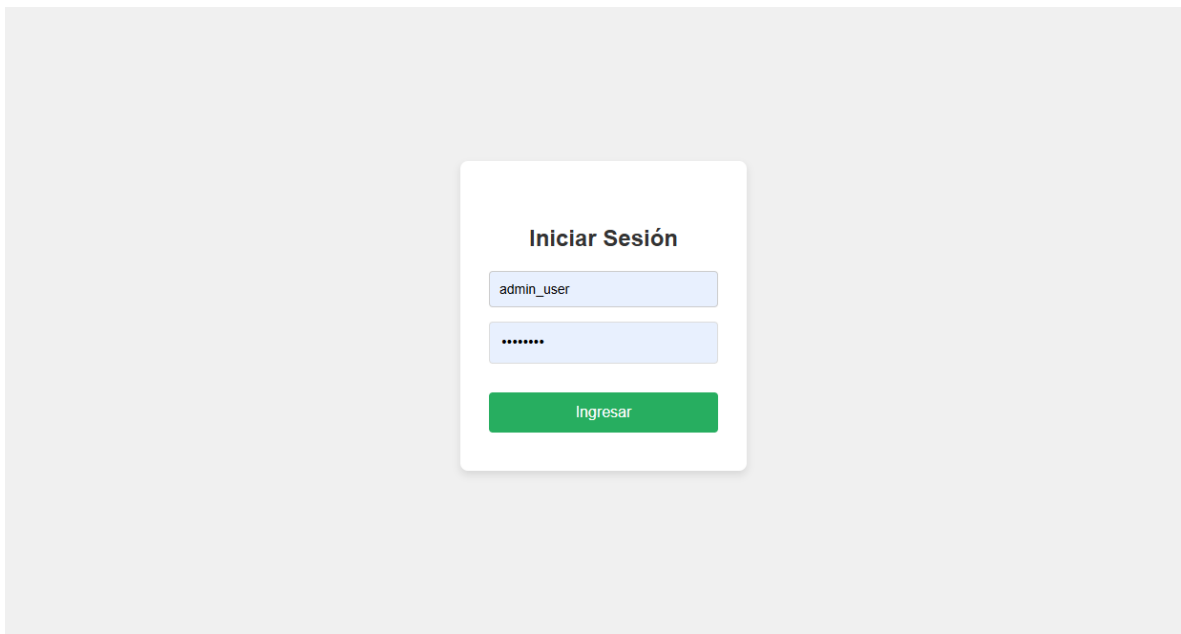 Iniciar Sesión
admin_user
••••••••
Ingresar